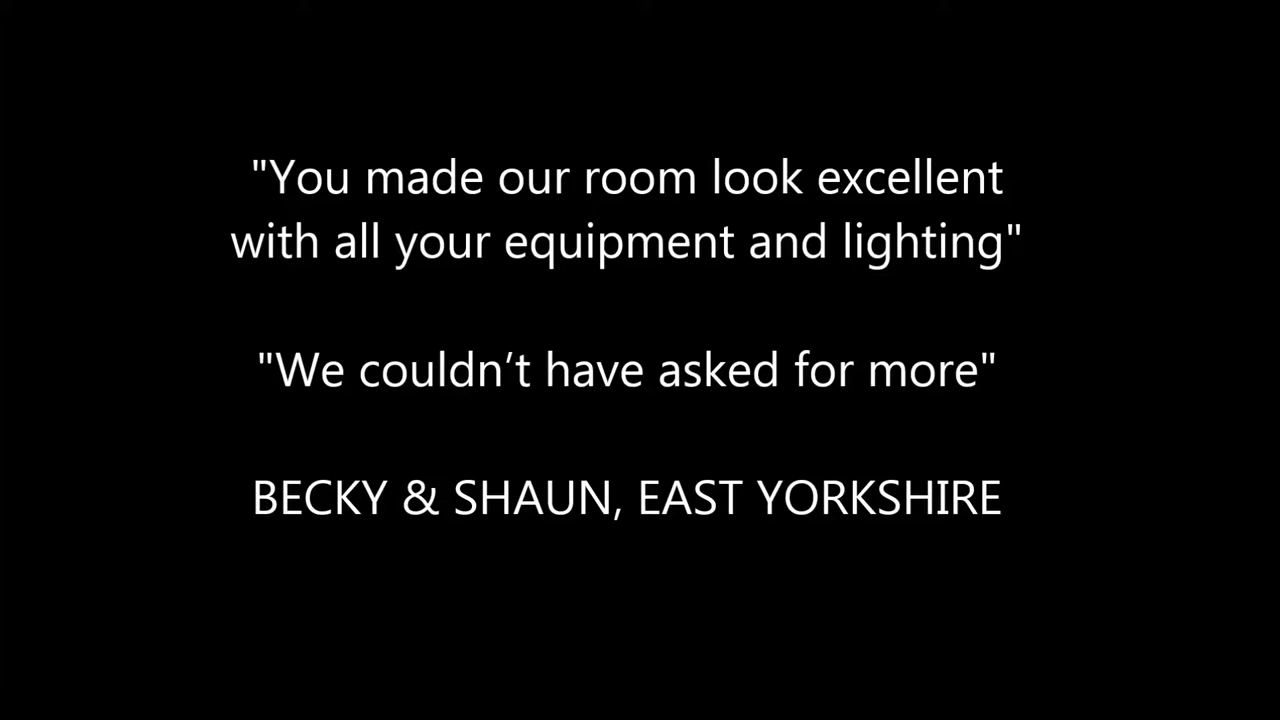 "You made our room look excellent
with all your equipment and lighting"
"We couldn’t have asked for more"
BECKY & SHAUN, EAST YORKSHIRE